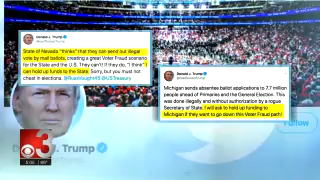 Donald J. Trump
@realDonaldTrump
State of Nevada "thinks" that they can send out illegal
vote by mail ballots, creating a great Voter Fraud scenario
for the State and the U.S. They can't! If they do, "I think" I
can hold up funds to the State. Sorry, but you must not
cheat in elections. @RussVought45 @USTreasury
Donald J. Trump
@realDonaldTrump
Michigan sends absentee ballot applications to 7.7 million
people ahead of Primaries and the General Election. This
was done illegally and without authorization by a rogue
Secretary of State. I will ask to hold up funding to
Michigan if they want to go down this Voter Fraud path!
Follow
3
CBS
J. Trump